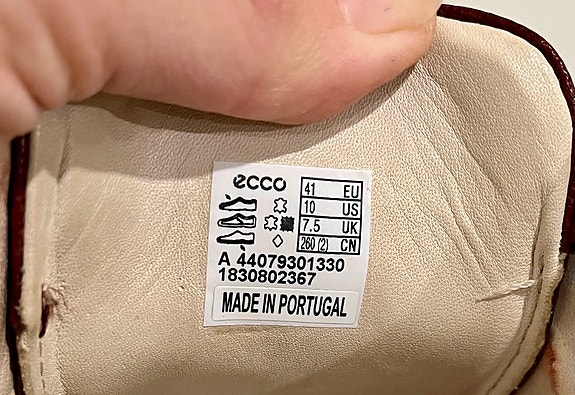 ecco
41 EU
10 US
7.5 UK
260 (2) CN
A 44079301330
1830802367
MADE IN PORTUGAL